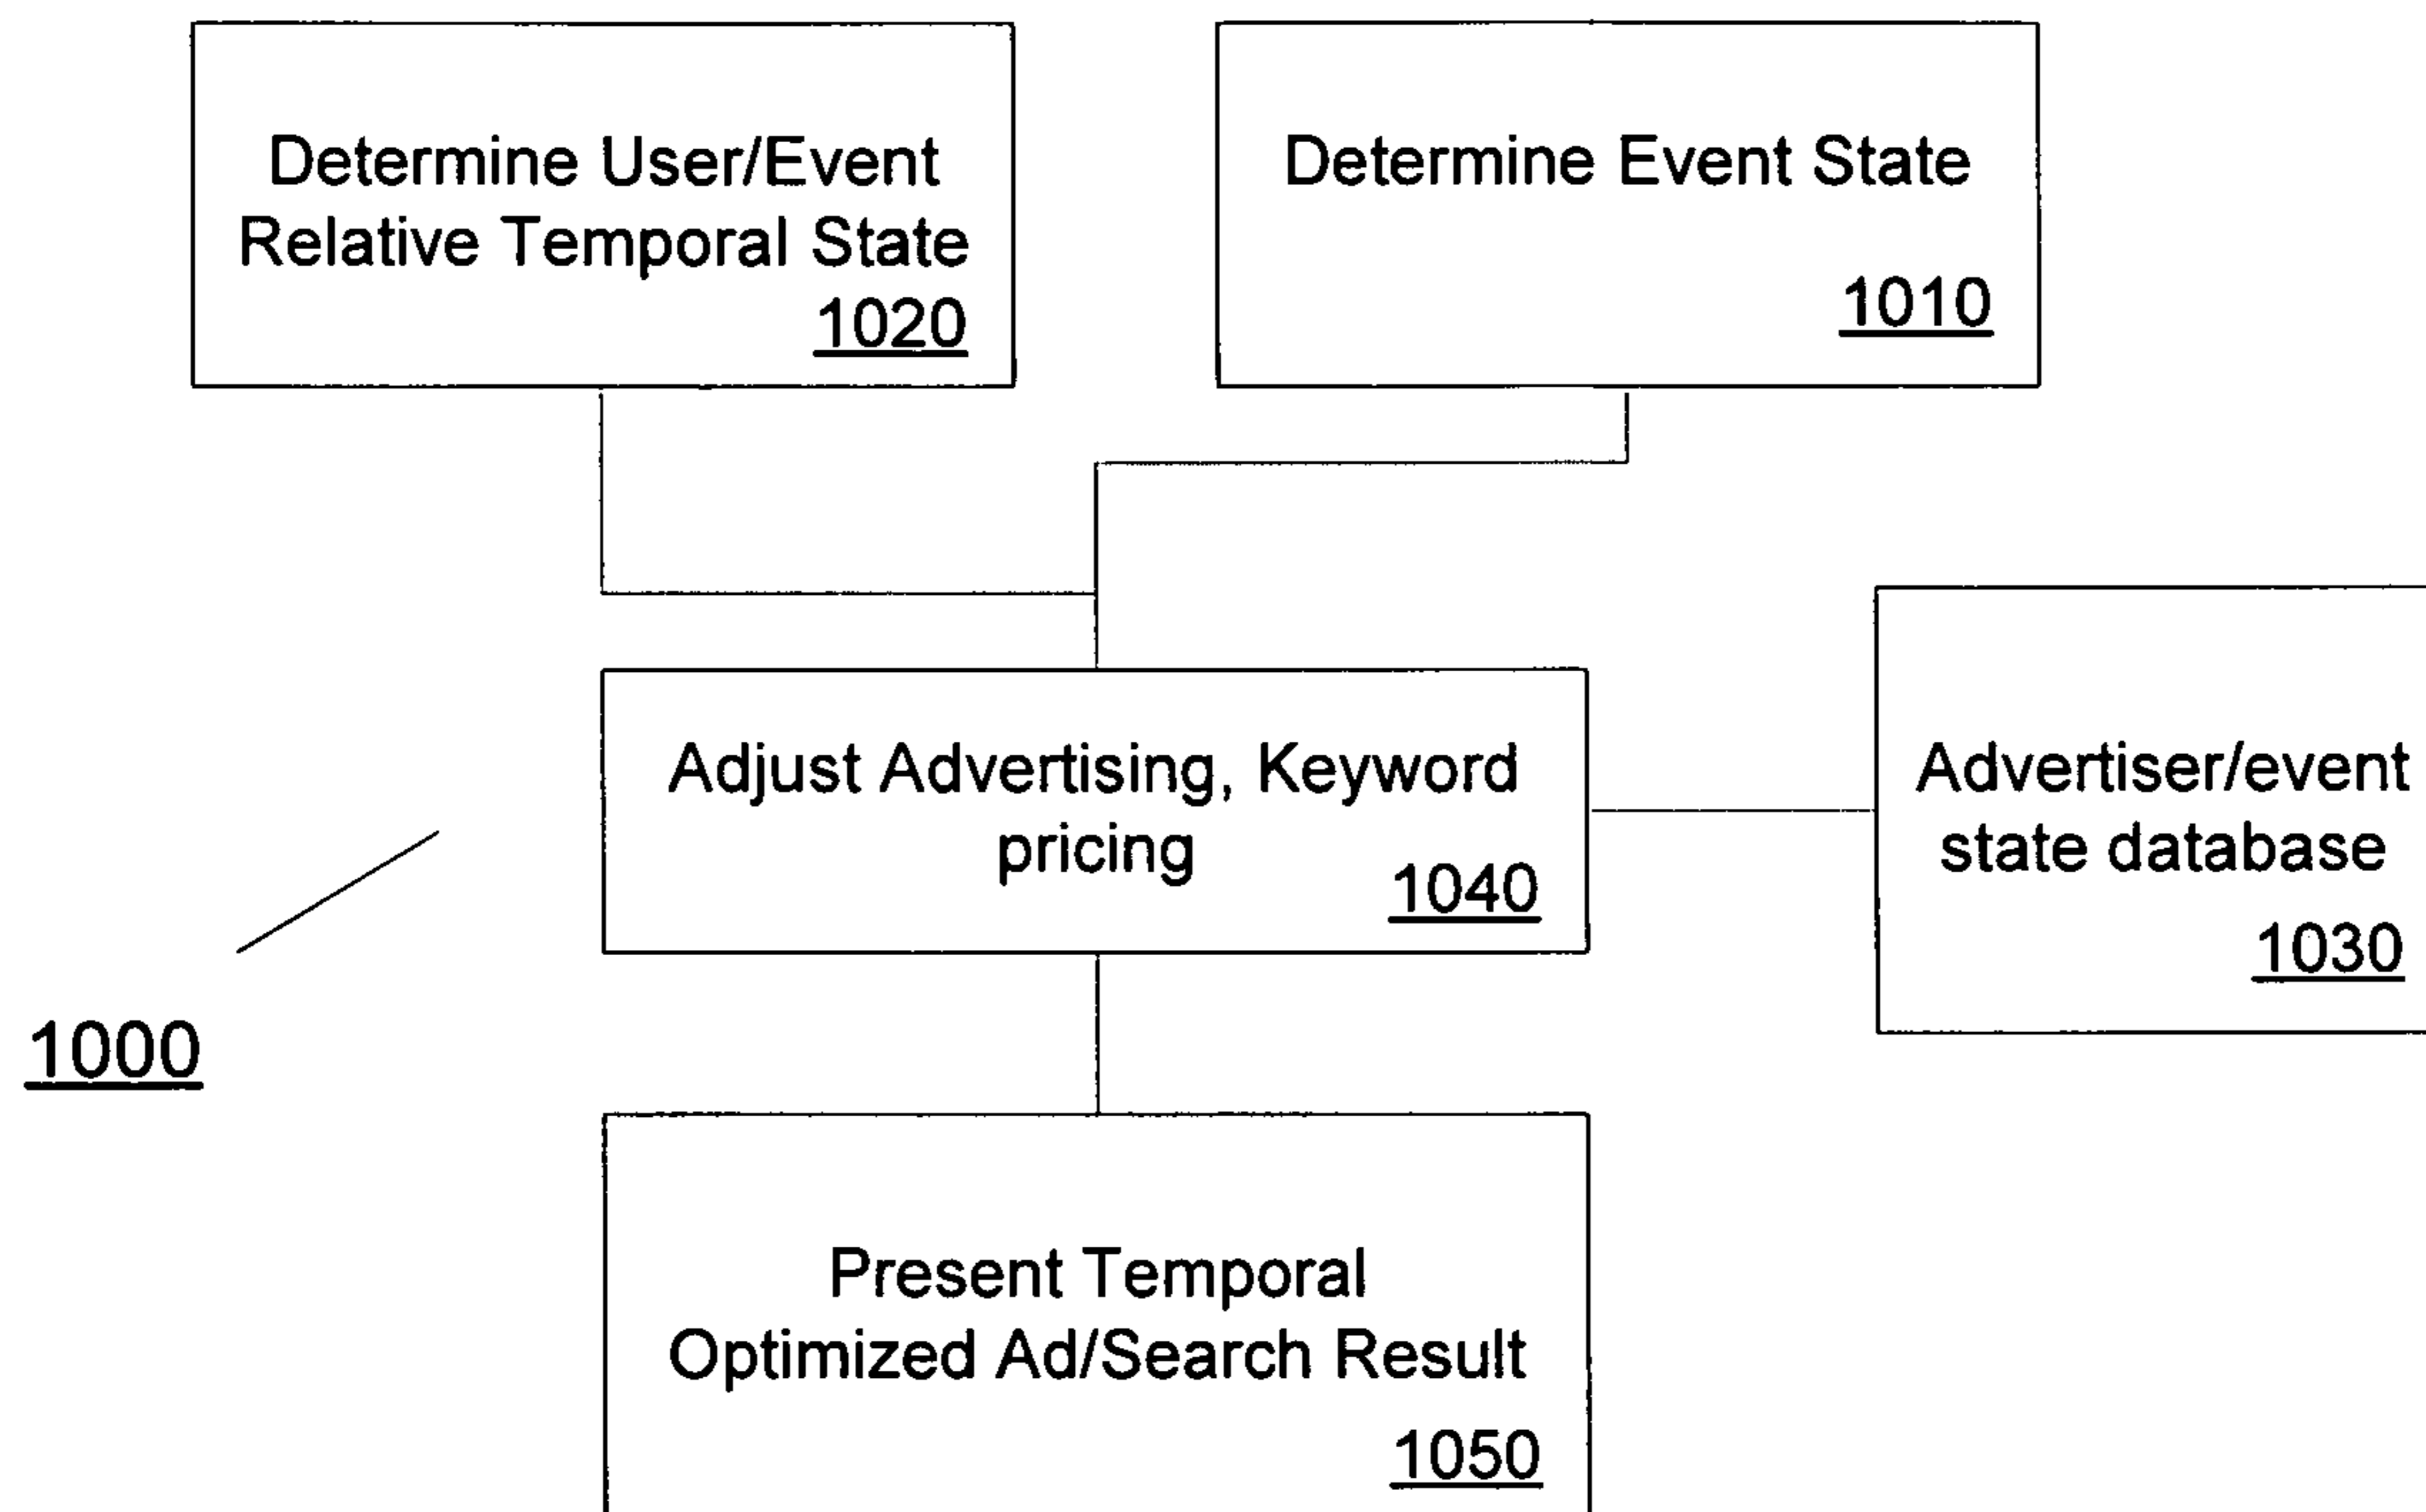 Determine User/Event
Relative Temporal State
1020
Determine Event State
1010
Adjust Advertising, Keyword
pricing
1040
Advertiser/event
state database
1030
1000
Present Temporal
Optimized Ad/Search Result
1050